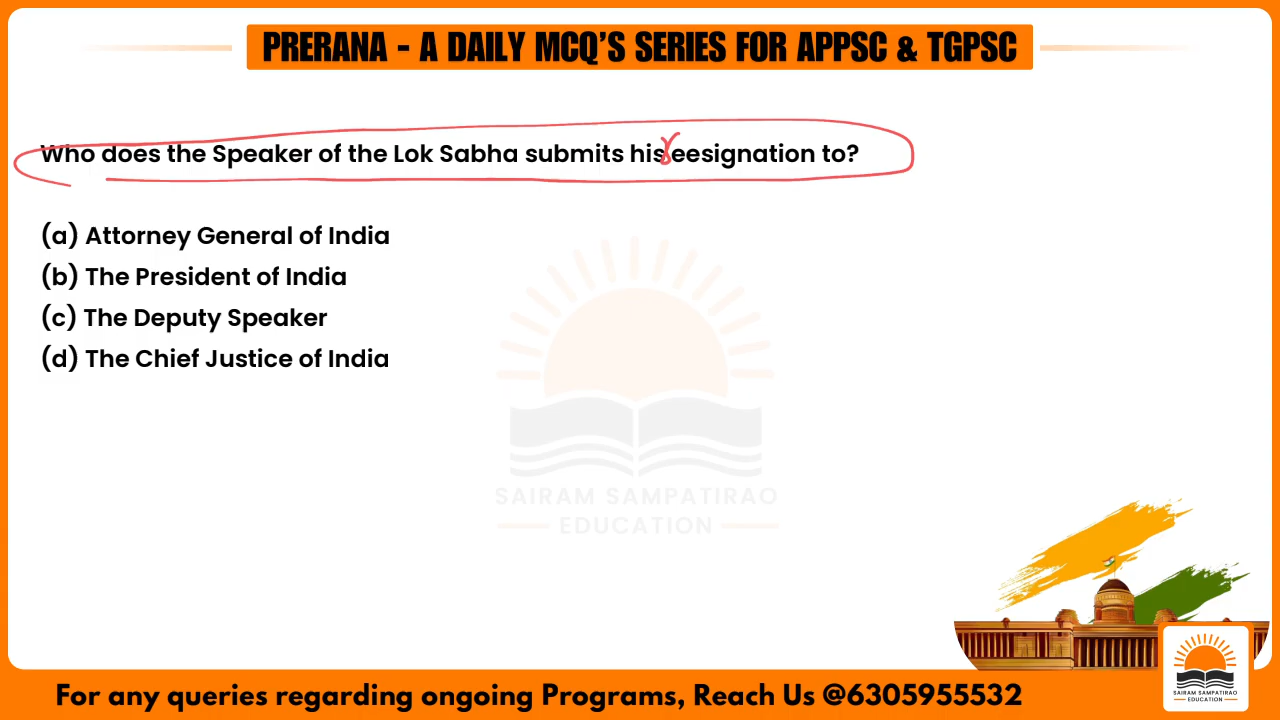 PRERANA - A DAILY MCQ'S SERIES FOR APPSC & TGPSC
Who does the Speaker of the Lok Sabha submits his reesignation to?
(a) Attorney General of India
(b) The President of India
(c) The Deputy Speaker
(d) The Chief Justice of India
SAIRAM SAMPATIRAO
EDUCATION
For any queries regarding ongoing Programs, Reach Us @6305955532
SAIRAM SAMPATIRAO
EDUCATION